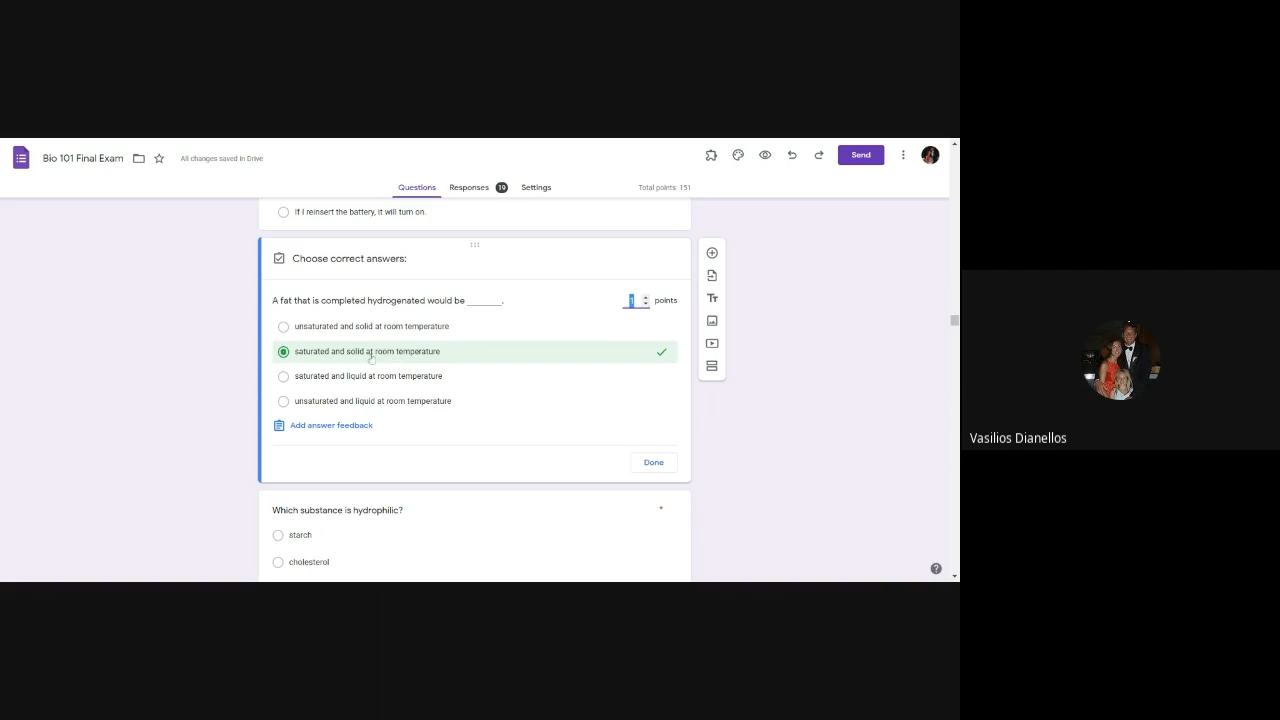 Bio 101 Final Exam
All changes saved in Drive
Send
Questions
Responses 19
Settings
Total points: 151
If I reinsert the battery, it will turn on.
Choose correct answers:
A fat that is completed hydrogenated would be _______.
1 points
unsaturated and solid at room temperature
saturated and solid at room temperature
saturated and liquid at room temperature
unsaturated and liquid at room temperature
Add answer feedback
Done
Which substance is hydrophilic? *
starch
cholesterol
Vasilios Dianellos